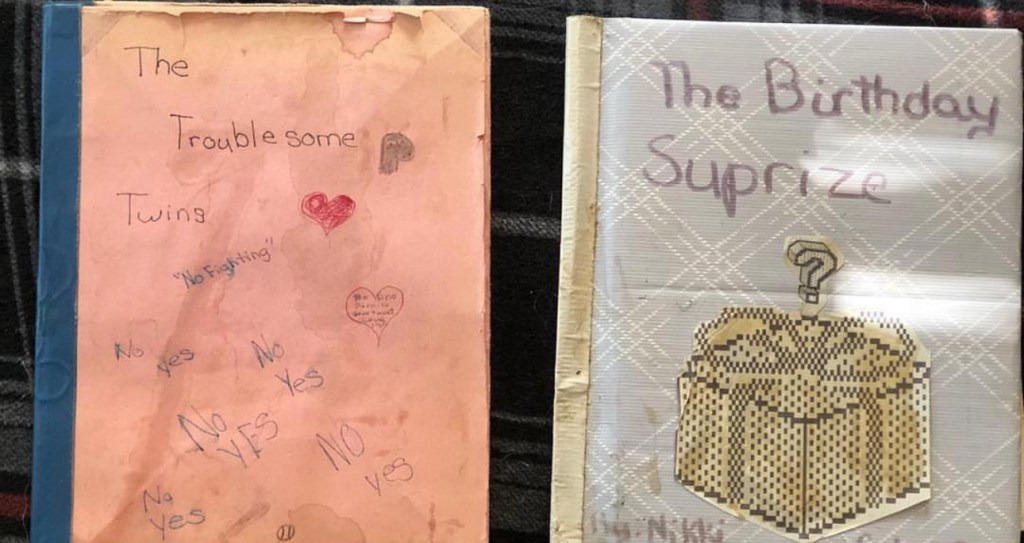 The
Troublesome
Twins
"No Fighting"
No
yes
No
Yes
No
YES
NO
yes
No
Yes
The Birthday
Suprize
?
By: Nikki